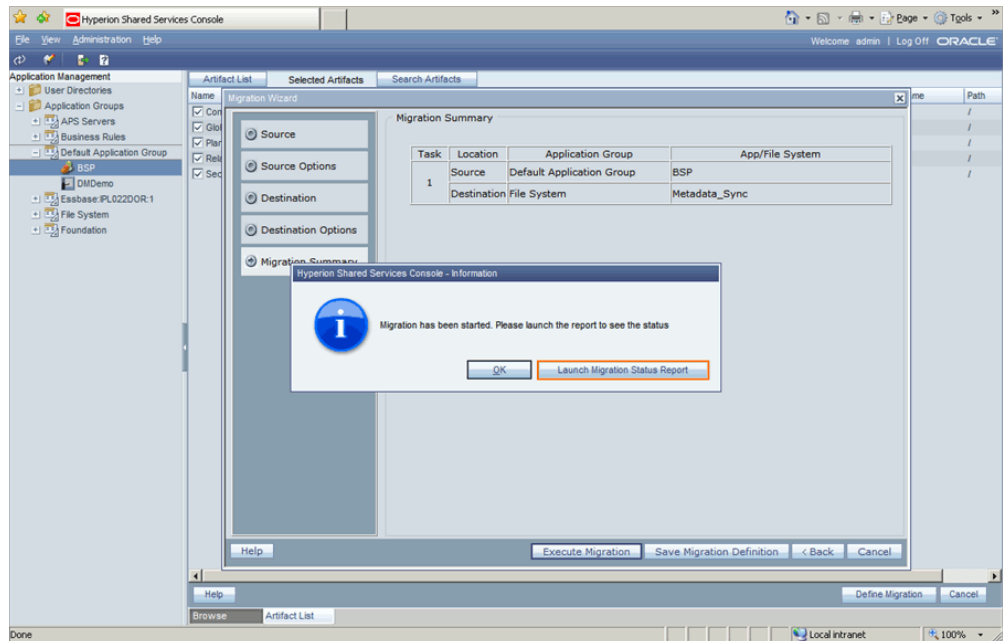 Hyperion Shared Services Console
Page
Tools
File View Administration Help
Welcome admin | Log Off ORACLE
Application Management
User Directories
Application Groups
APS Servers
Business Rules
Default Application Group
BSP
DMDemo
Essbase:IPL022DOR:1
File System
Foundation
Artifact List Selected Artifacts Search Artifacts
Name
me
Path
Con
/
Glol
/
Plan
/
Rela
/
Sec
/
Migration Wizard
Source
Source Options
Destination
Destination Options
Migration Summary
Migration Summary
Task Location Application Group App/File System
1
Source Default Application Group BSP
Destination File System Metadata_Sync
Hyperion Shared Services Console - Information
Migration has been started. Please launch the report to see the status
OK Launch Migration Status Report
Help Execute Migration Save Migration Definition < Back Cancel
Help Define Migration Cancel
Browse Artifact List
Done Local intranet 100%